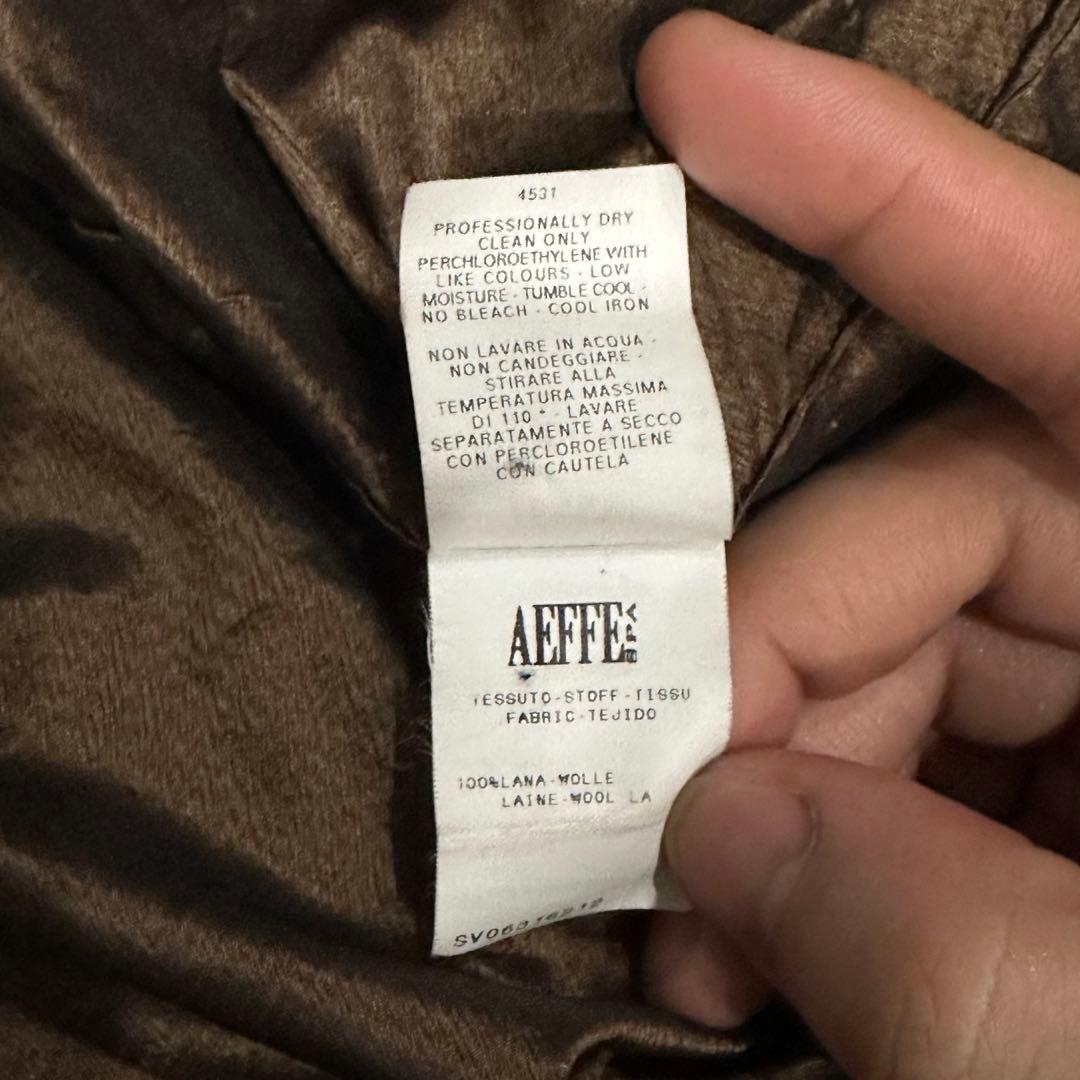 4531
PROFESSIONALLY DRY
CLEAN ONLY
PERCHLOROETHYLENE WITH
LIKE COLOURS - LOW
MOISTURE - TUMBLE COOL -
NO BLEACH - COOL IRON
NON LAVARE IN ACQUA -
NON CANDEGGIARE -
STIRARE ALLA
TEMPERATURA MASSIMA
DI 110 ° - LAVARE
SEPARATAMENTE A SECCO
CON PERCLOROETILENE
CON CAUTELA
AEFFE SPA
TESSUTO-STOFF-TISSU
FABRIC-TEJIDO
100%LANA-WOLLE
LAINE-WOOL LA